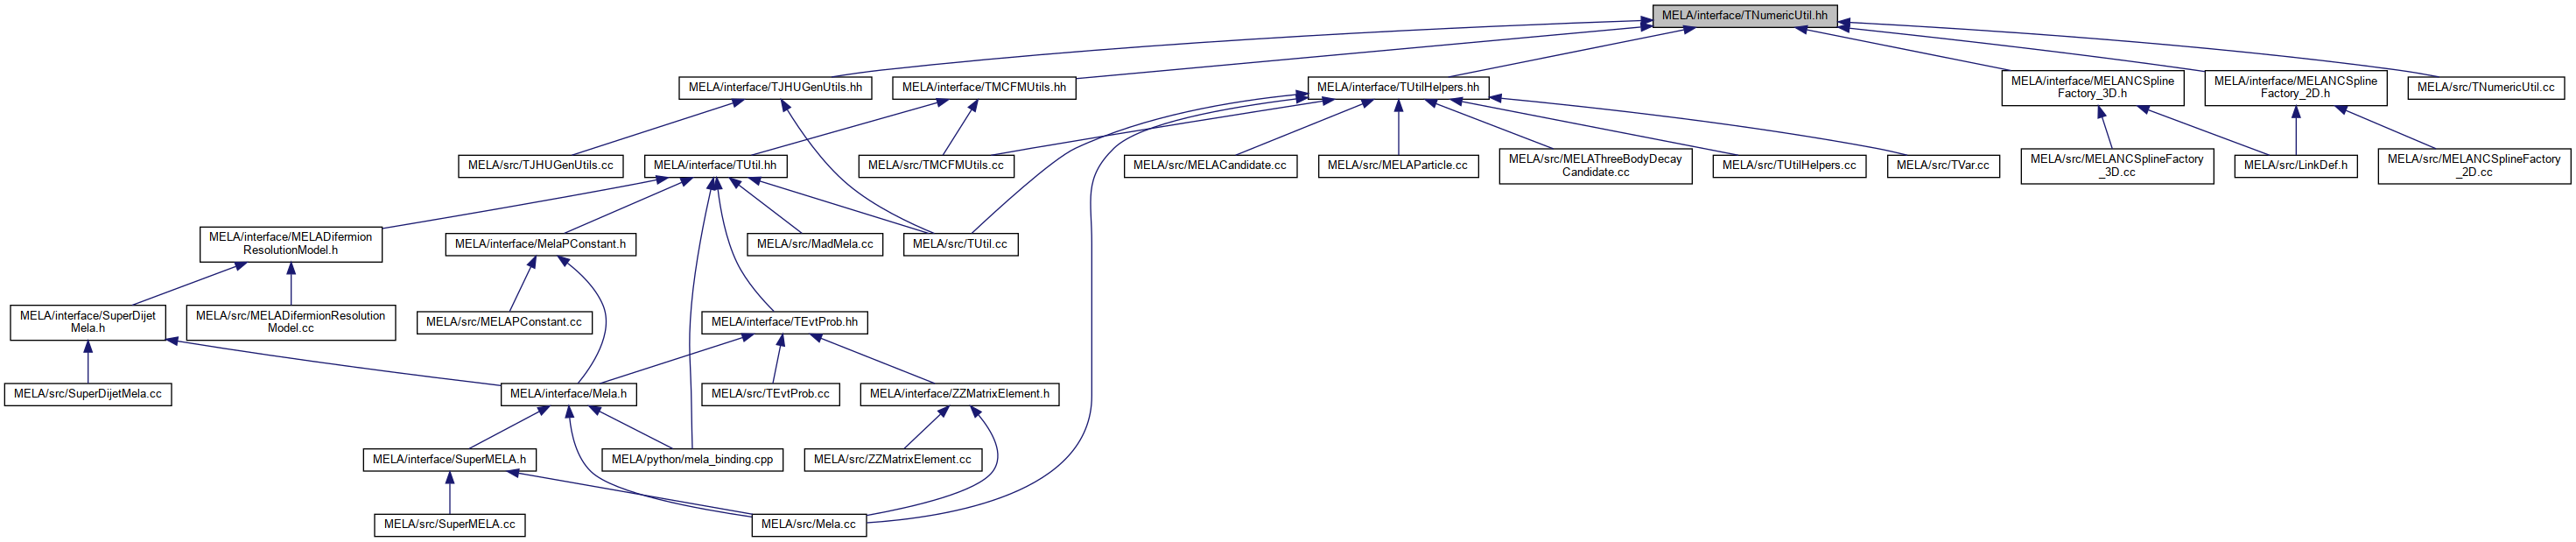 MELA/interface/TNumericUtil.hh
MELA/interface/TJHUGenUtils.hh
MELA/interface/TMCFMUtils.hh
MELA/interface/TUtilHelpers.hh
MELA/interface/MELANCSpline
Factory_3D.h
MELA/interface/MELANCSpline
Factory_2D.h
MELA/src/TNumericUtil.cc
MELA/src/TJHUGenUtils.cc
MELA/interface/TUtil.hh
MELA/src/TMCFMUtils.cc
MELA/src/MELACandidate.cc
MELA/src/MELAParticle.cc
MELA/src/MELAThreeBodyDecay
Candidate.cc
MELA/src/TUtilHelpers.cc
MELA/src/TVar.cc
MELA/src/MELANCSplineFactory
_3D.cc
MELA/src/LinkDef.h
MELA/src/MELANCSplineFactory
_2D.cc
MELA/interface/MELADifermion
ResolutionModel.h
MELA/interface/MelaPConstant.h
MELA/src/MadMela.cc
MELA/src/TUtil.cc
MELA/interface/SuperDijet
Mela.h
MELA/src/MELADifermionResolution
Model.cc
MELA/src/MELAPConstant.cc
MELA/interface/TEvtProb.hh
MELA/src/SuperDijetMela.cc
MELA/interface/Mela.h
MELA/src/TEvtProb.cc
MELA/interface/ZZMatrixElement.h
MELA/interface/SuperMELA.h
MELA/python/mela_binding.cpp
MELA/src/ZZMatrixElement.cc
MELA/src/SuperMELA.cc
MELA/src/Mela.cc